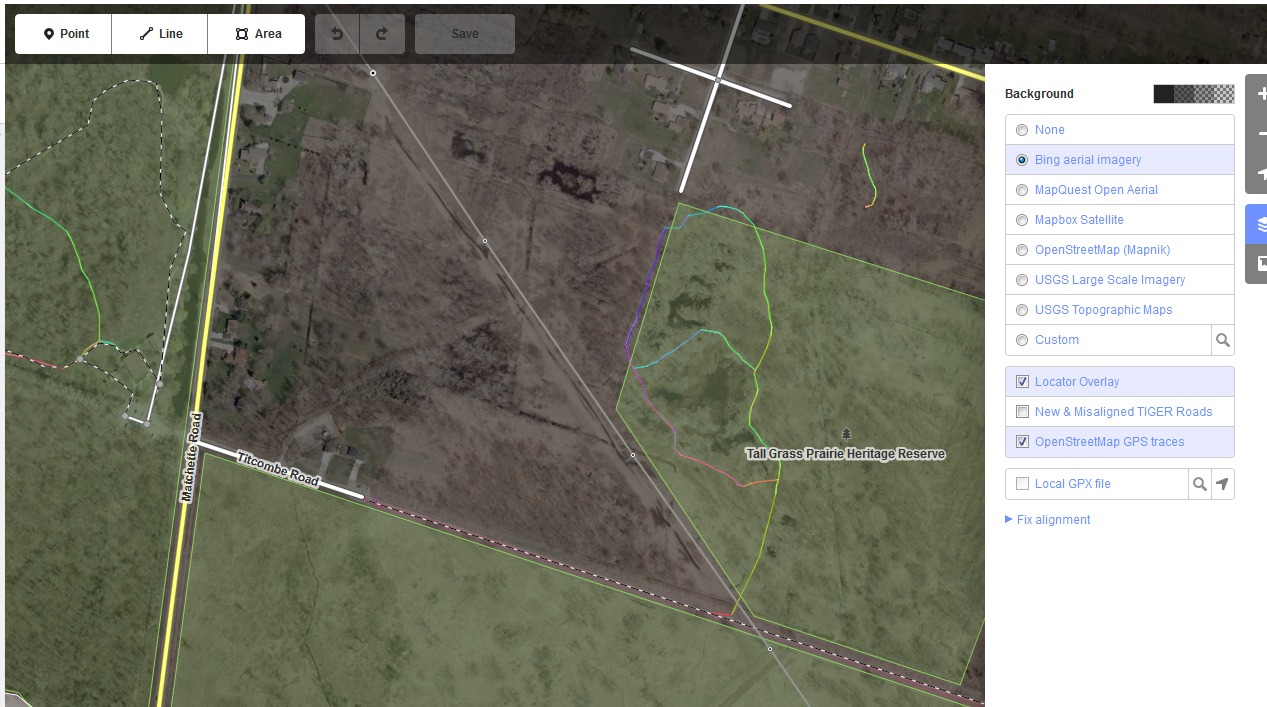 Point
Line
Area
Save
Background
None
Bing aerial imagery
MapQuest Open Aerial
Mapbox Satellite
OpenStreetMap (Mapnik)
USGS Large Scale Imagery
USGS Topographic Maps
Custom
Locator Overlay
New & Misaligned TIGER Roads
OpenStreetMap GPS traces
Local GPX file
Fix alignment
Matchette Road
Titcombe Road
Tall Grass Prairie Heritage Reserve